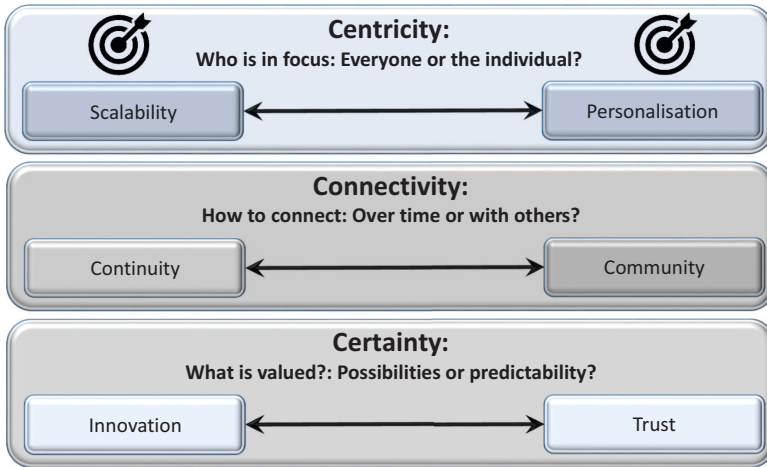 Centricity:
Who is in focus: Everyone or the individual?
Scalability
Personalisation
Connectivity:
How to connect: Over time or with others?
Continuity
Community
Certainty:
What is valued?: Possibilities or predictability?
Innovation
Trust